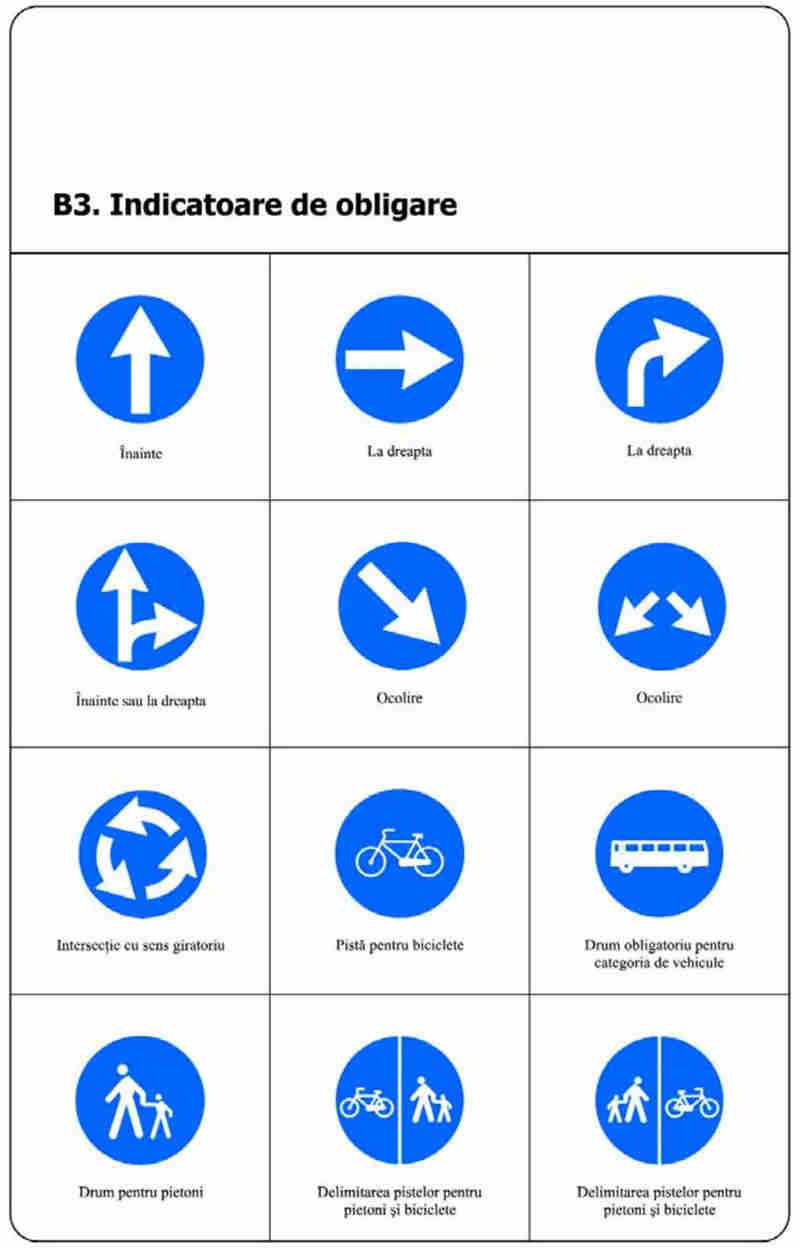 B3. Indicatoare de obligare
Înainte
La dreapta
La dreapta
Înainte sau la dreapta
Ocolire
Ocolire
Intersecție cu sens giratoriu
Pistă pentru biciclete
Drum obligatoriu pentru
categoria de vehicule
Drum pentru pietoni
Delimitarea pistelor pentru
pietoni şi biciclete
Delimitarea pistelor pentru
pietoni şi biciclete